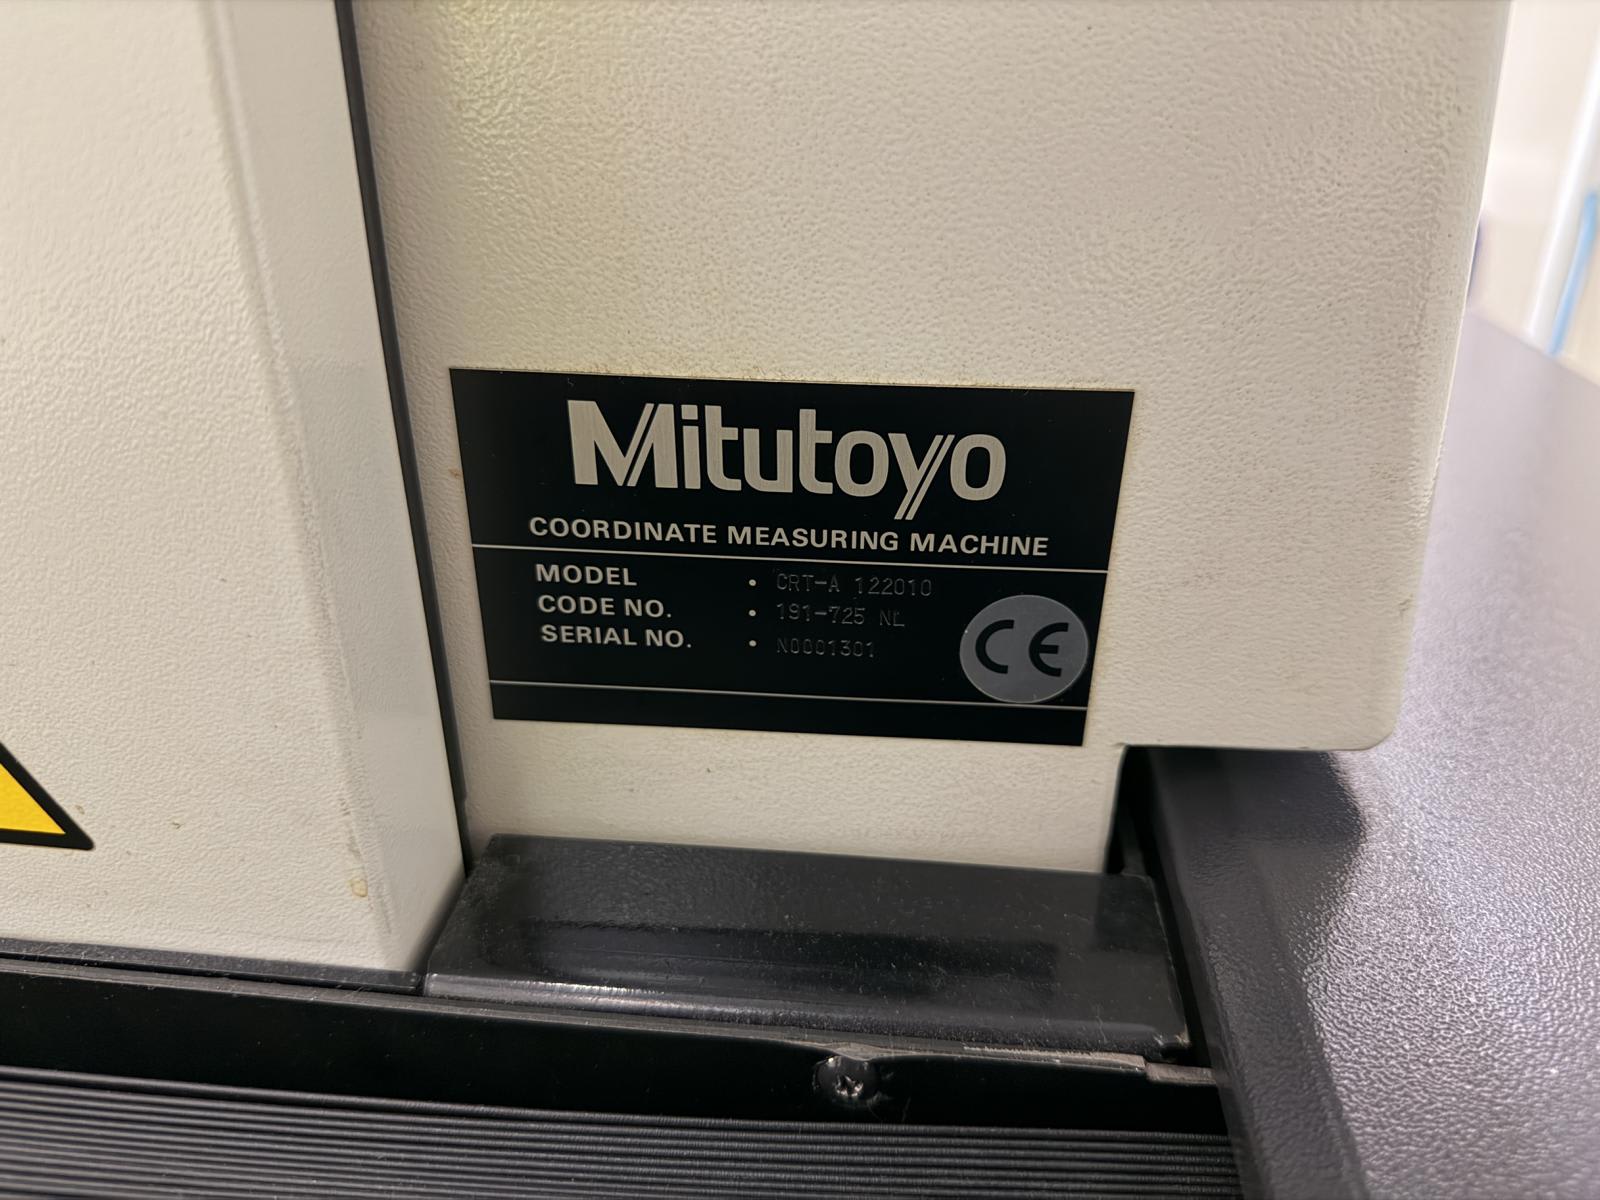 Mitutoyo
COORDINATE MEASURING MACHINE
MODEL • CRT-A 122010
CODE NO. • 191-725 NL
SERIAL NO. • N0001301
CE